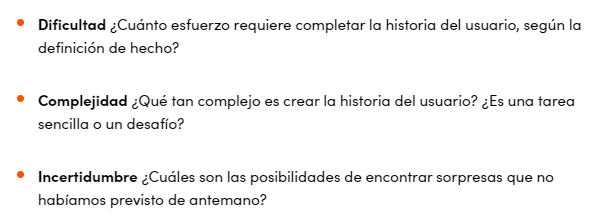 Dificultad ¿Cuánto esfuerzo requiere completar la historia del usuario, según la
definición de hecho?
Complejidad ¿Qué tan complejo es crear la historia del usuario? ¿Es una tarea
sencilla o un desafío?
Incertidumbre ¿Cuáles son las posibilidades de encontrar sorpresas que no
habíamos previsto de antemano?